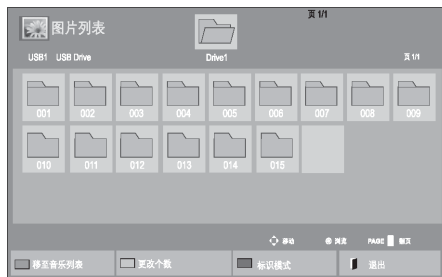 页 1/1
图片列表
USB1 USB Drive Drive1 页 1/1
001 002 003 004 005 006 007 008 009
010 011 012 013 014 015
移动 浏览 PAGE 翻页
移至音乐列表 更改个数 标识模式 退出